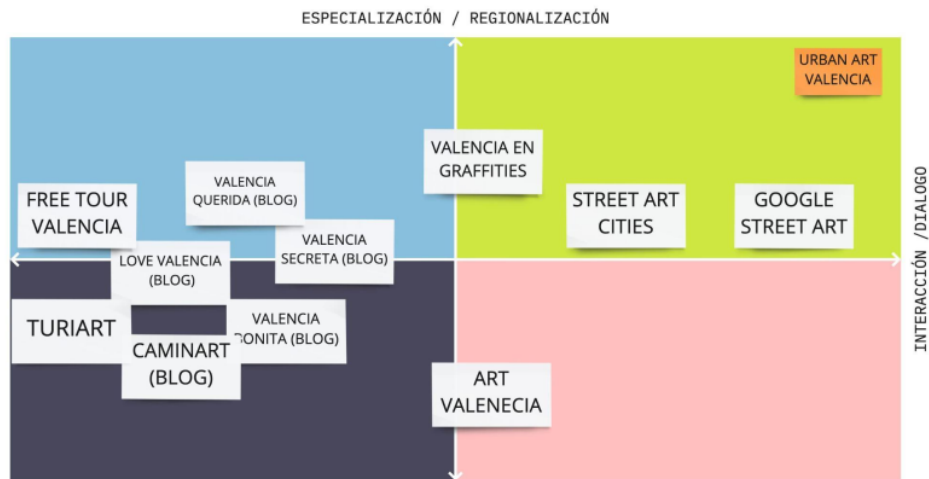 ESPECIALIZACIÓN / REGIONALIZACIÓN
URBAN ART
VALENCIA
VALENCIA EN
GRAFFITIES
FREE TOUR
VALENCIA
VALENCIA
QUERIDA (BLOG)
STREET ART
CITIES
GOOGLE
STREET ART
VALENCIA
SECRETA (BLOG)
LOVE VALENCIA
(BLOG)
TURIART
VALENCIA
BONITA (BLOG)
CAMINART
(BLOG)
ART
VALENECIA
INTERACCIÓN /DIALOGO